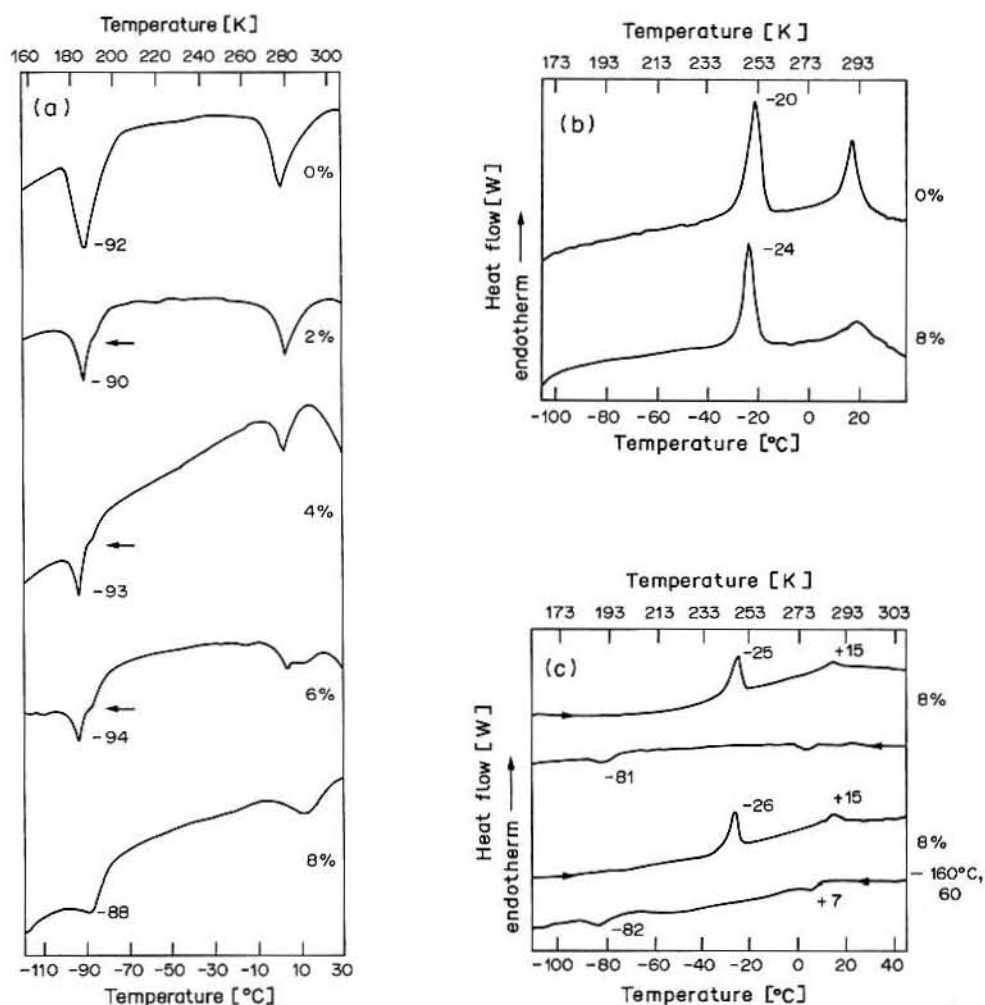 Temperature [K]
160 180 200 220 240 260 280 300
(a)
0%
-92
2%
-90
4%
-93
6%
-94
8%
-88
-110 -90 -70 -50 -30 -10 10 30
Temperature [°C]
Temperature [K]
173 193 213 233 253 273 293
(b)
-20
0%
-24
8%
Heat flow [W]
endotherm
-100 -80 -60 -40 -20 0 20
Temperature [°C]
Temperature [K]
173 193 213 233 253 273 293 303
(c)
-25
+15
8%
-81
-26
+15
8%
- 160°C,
60
+7
-82
Heat flow [W]
endotherm
-100 -80 -60 -40 -20 0 20 40
Temperature [°C]